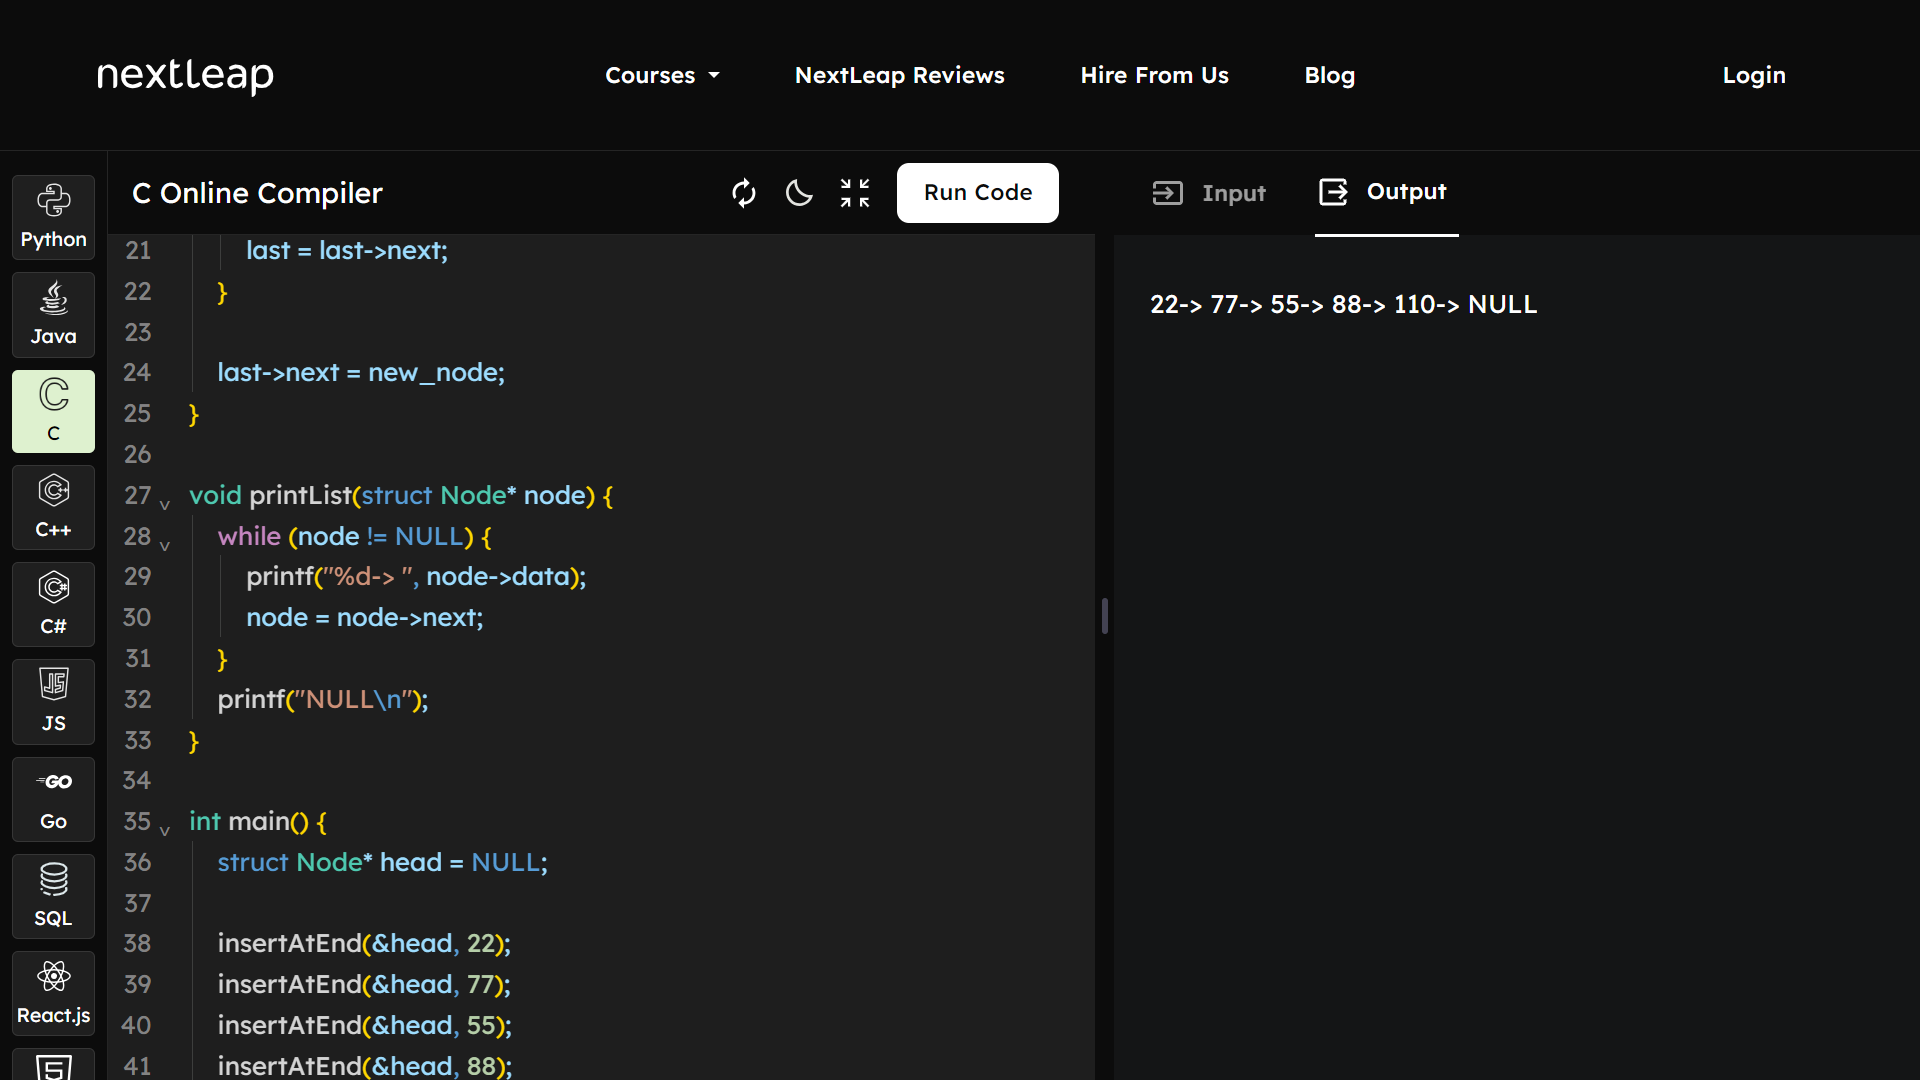 nextleap
Courses
NextLeap Reviews
Hire From Us
Blog
Login
Python
Java
C
C++
C#
JS
Go
SQL
React.js
C Online Compiler
Run Code
21 last = last->next;
22 }
23
24 last->next = new_node;
25 }
26
27 void printList(struct Node* node) {
28 while (node != NULL) {
29 printf("%d-> ", node->data);
30 node = node->next;
31 }
32 printf("NULL\n");
33 }
34
35 int main() {
36 struct Node* head = NULL;
37
38 insertAtEnd(&head, 22);
39 insertAtEnd(&head, 77);
40 insertAtEnd(&head, 55);
41 insertAtEnd(&head, 88);
Input
Output
22-> 77-> 55-> 88-> 110-> NULL